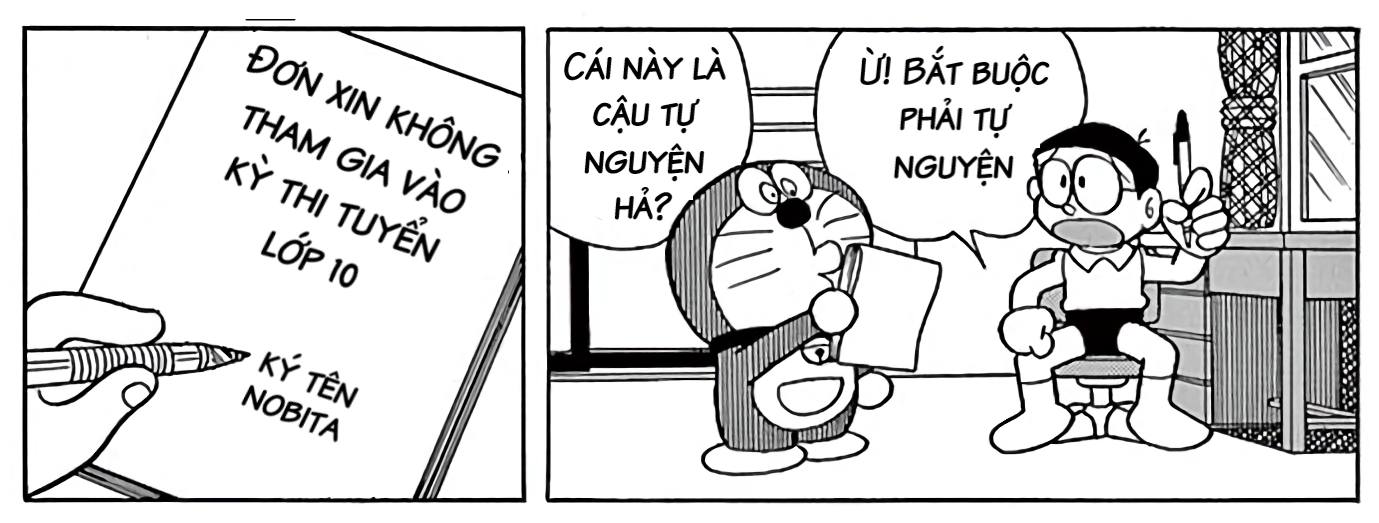 ĐƠN XIN KHÔNG
THAM GIA VÀO
KỲ THI TUYỂN
LỚP 10
KÝ TÊN
NOBITA
CÁI NÀY LÀ
CẬU TỰ
NGUYỆN
HẢ?
Ừ! BẮT BUỘC
PHẢI TỰ
NGUYỆN